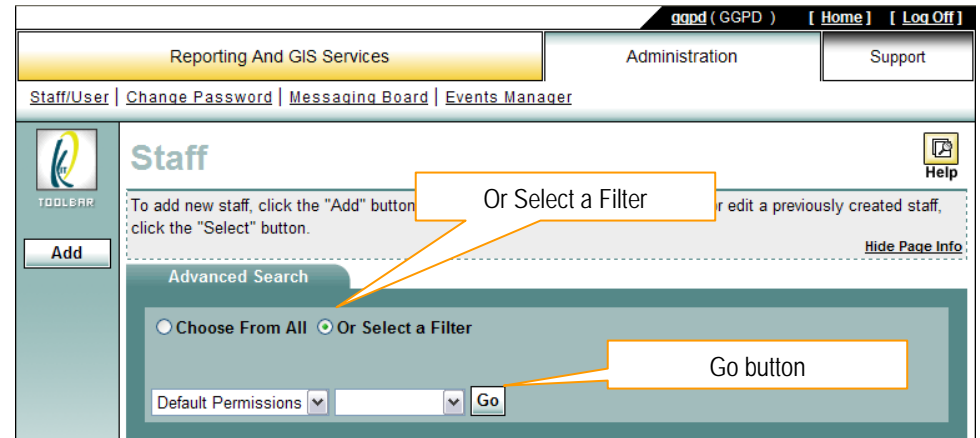 ggpd ( GGPD ) [ Home ] [ Log Off ]
Reporting And GIS Services Administration Support
Staff/User | Change Password | Messaging Board | Events Manager
TOOLBAR
Add
Staff
Help
Or Select a Filter
To add new staff, click the "Add" button or edit a previously created staff,
click the "Select" button.
Hide Page Info
Advanced Search
Choose From All Or Select a Filter
Go button
Default Permissions Go